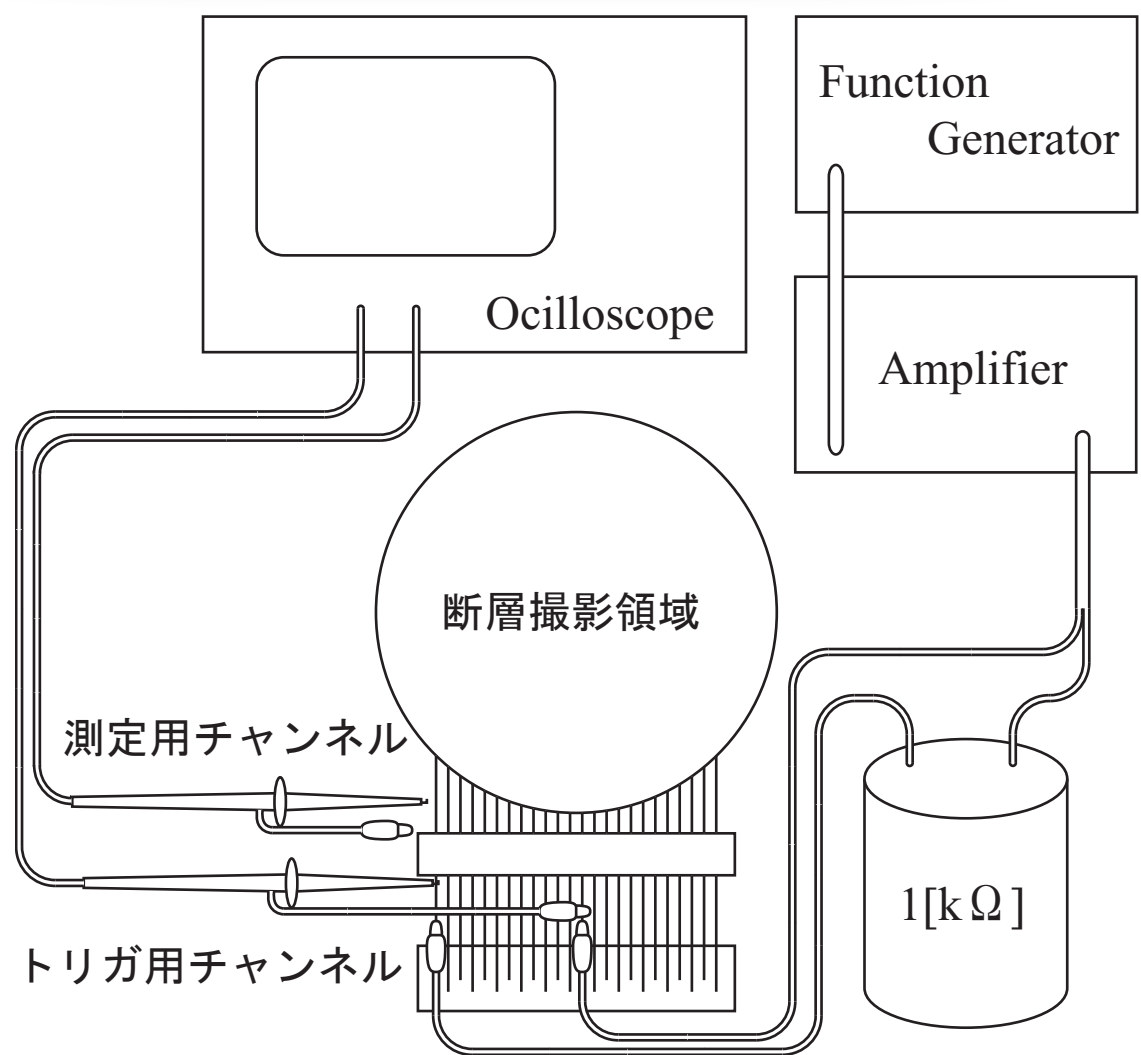 Function
Generator
Ocilloscope
Amplifier
断層撮影領域
測定用チャンネル
1[kΩ]
トリガ用チャンネル